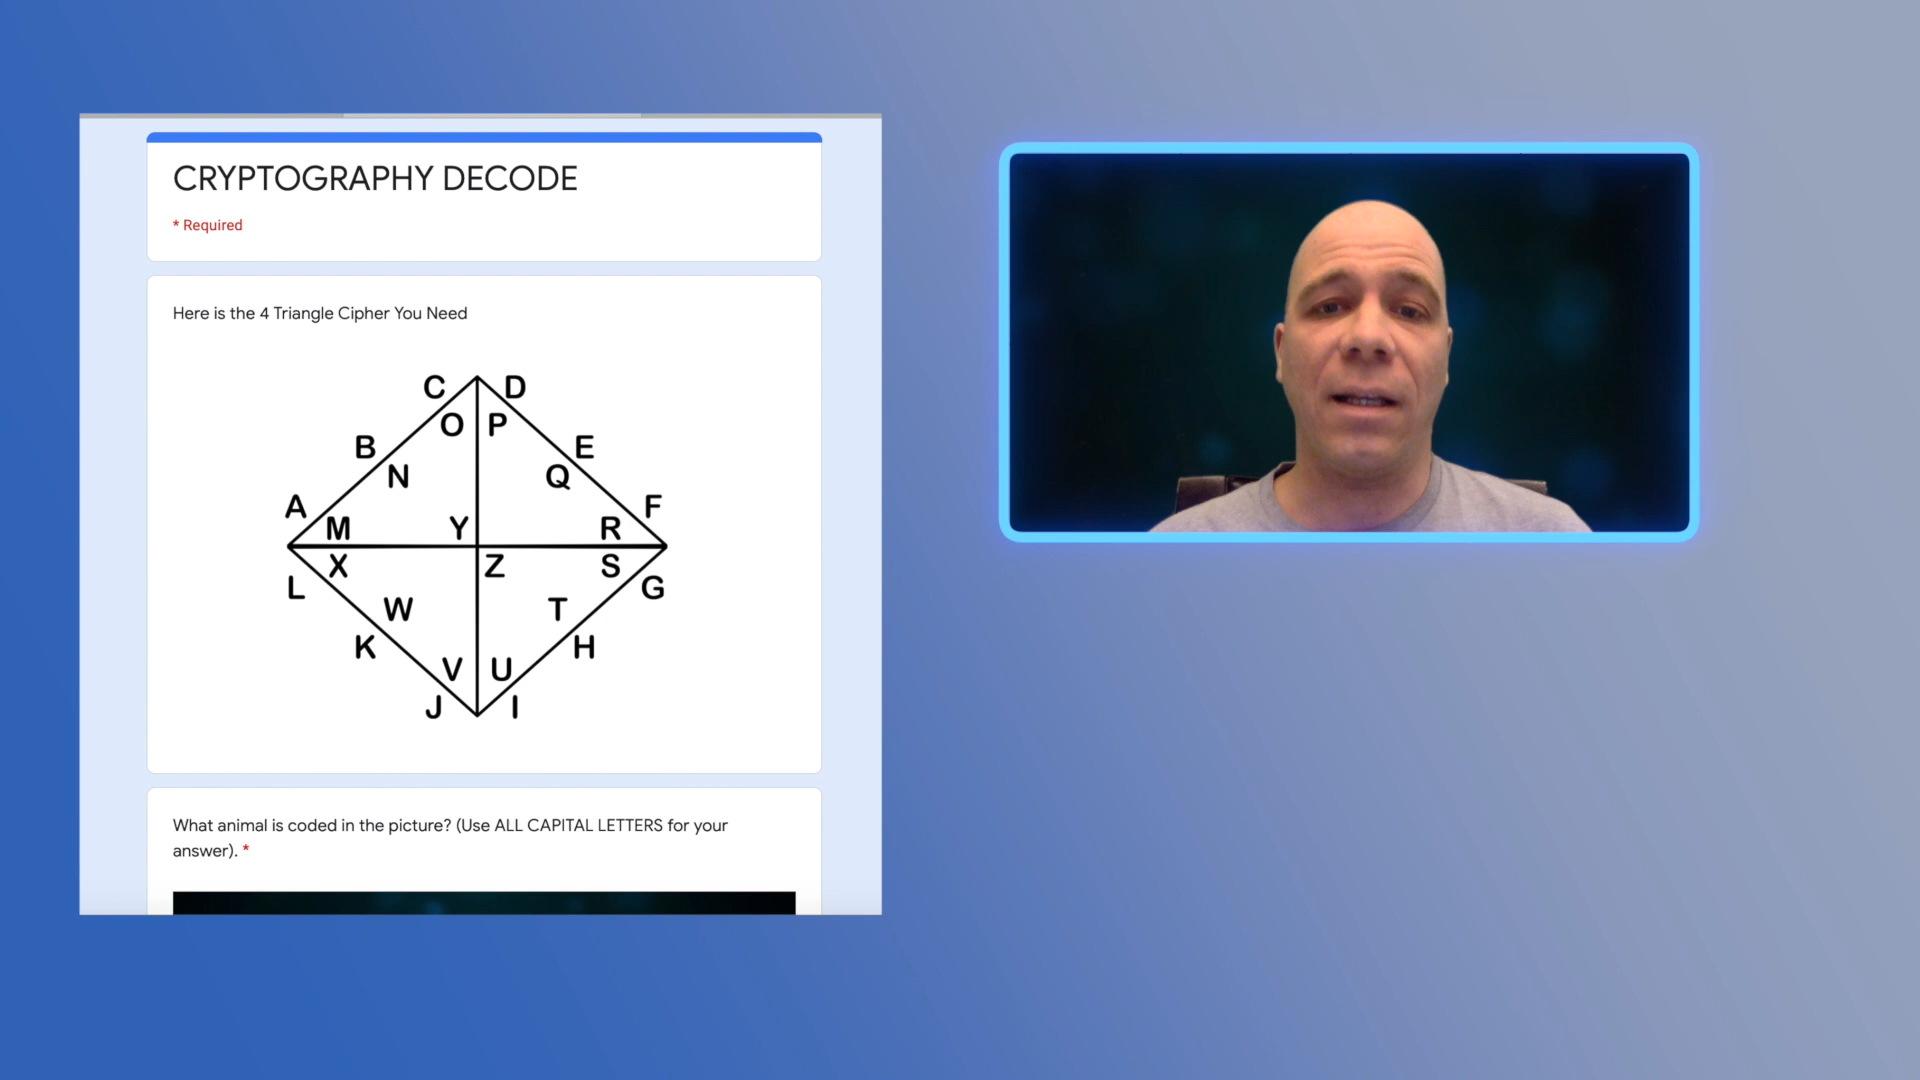 CRYPTOGRAPHY DECODE
* Required
Here is the 4 Triangle Cipher You Need
C D
O P
B E
N Q
A F
M Y R
X Z S
L G
W T
K H
V U
J I
What animal is coded in the picture? (Use ALL CAPITAL LETTERS for your
answer). *